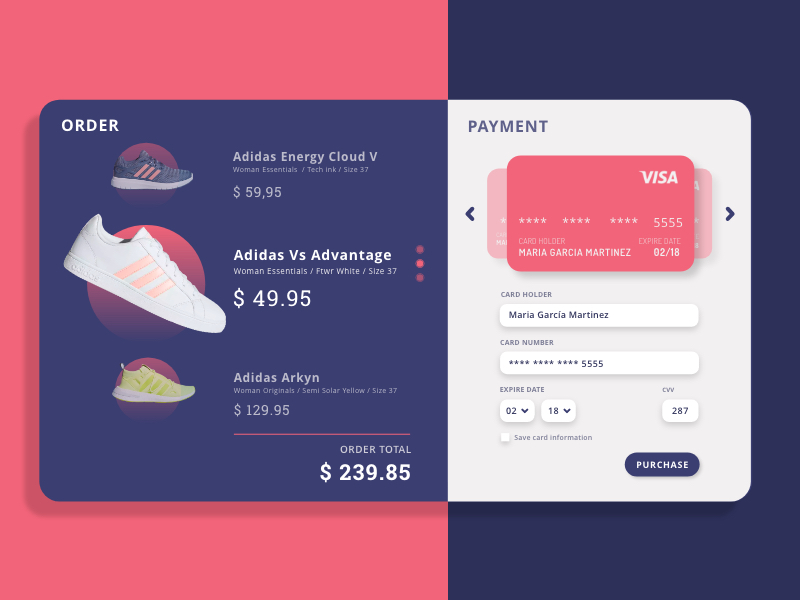 ORDER
Adidas Energy Cloud V
Woman Essentials / Tech ink / Size 37
$ 59,95
Adidas Vs Advantage
Woman Essentials / Ftwr White / Size 37
$ 49.95
Adidas Arkyn
Woman Originals / Semi Solar Yellow / Size 37
$ 129.95
ORDER TOTAL
$ 239.85
PAYMENT
VISA
**** **** **** 5555
CARD HOLDER EXPIRE DATE
MARIA GARCIA MARTINEZ 02/18
CARD HOLDER
Maria García Martinez
CARD NUMBER
**** **** **** 5555
EXPIRE DATE CVV
02 18 287
Save card information
PURCHASE